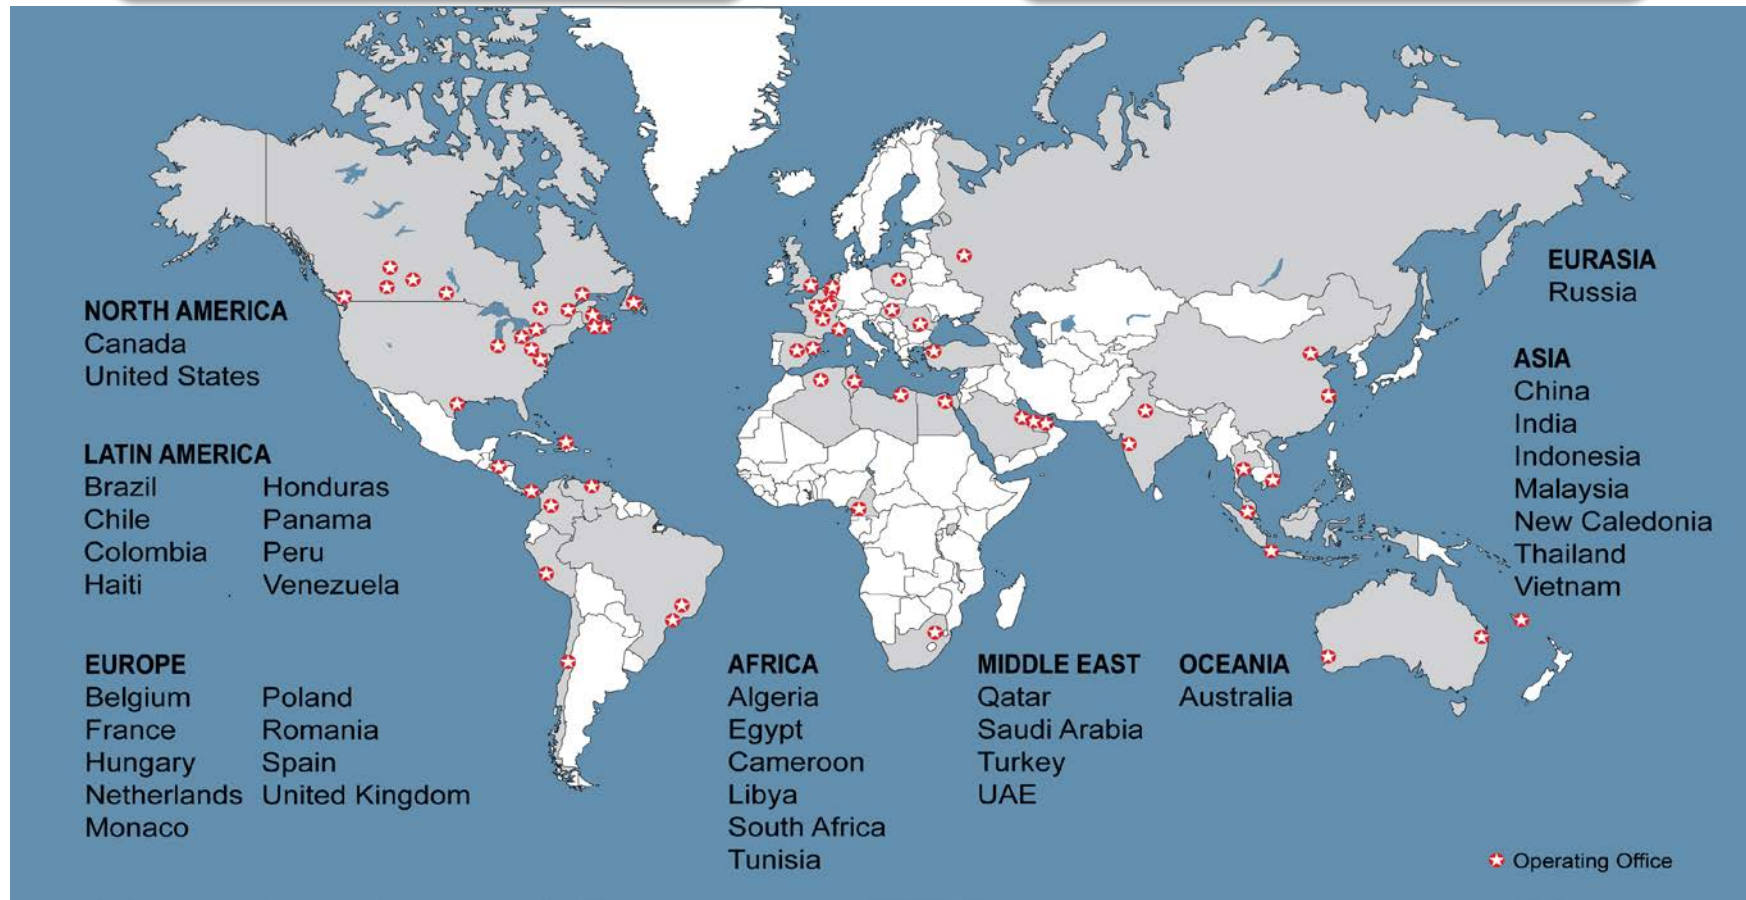 NORTH AMERICA
Canada
United States
LATIN AMERICA
Brazil Honduras
Chile Panama
Colombia Peru
Haiti Venezuela
EUROPE
Belgium Poland
France Romania
Hungary Spain
Netherlands United Kingdom
Monaco
AFRICA
Algeria
Egypt
Cameroon
Libya
South Africa
Tunisia
MIDDLE EAST
Qatar
Saudi Arabia
Turkey
UAE
OCEANIA
Australia
EURASIA
Russia
ASIA
China
India
Indonesia
Malaysia
New Caledonia
Thailand
Vietnam
Operating Office